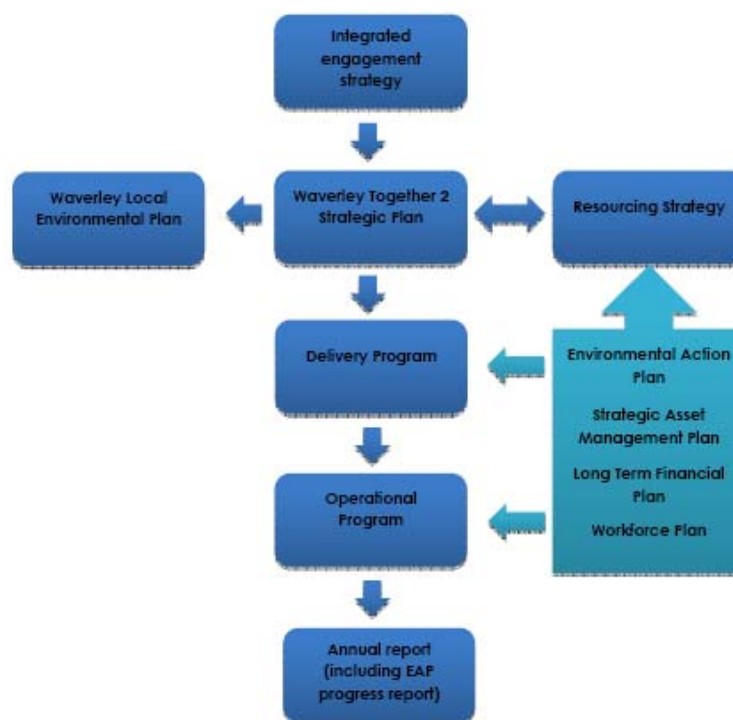 Integrated
engagement
strategy
Waverley Local
Environmental Plan
Waverley Together 2
Strategic Plan
Resourcing Strategy
Delivery Program
Environmental Action
Plan
Strategic Asset
Management Plan
Long Term Financial
Plan
Workforce Plan
Operational
Program
Annual report
(including EAP
progress report)